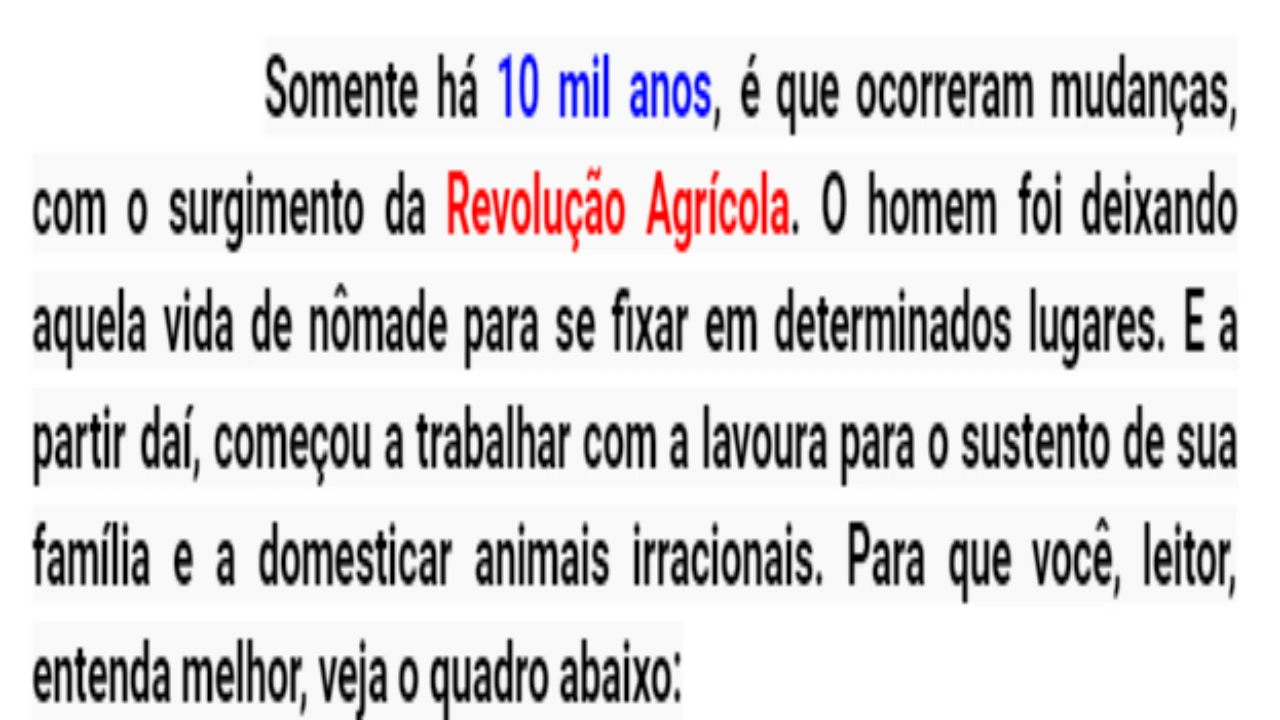 Somente há 10 mil anos, é que ocorreram mudanças,
com o surgimento da Revolução Agrícola. O homem foi deixando
aquela vida de nômade para se fixar em determinados lugares. E a
partir daí, começou a trabalhar com a lavoura para o sustento de sua
família e a domesticar animais irracionais. Para que você, leitor,
entenda melhor, veja o quadro abaixo: